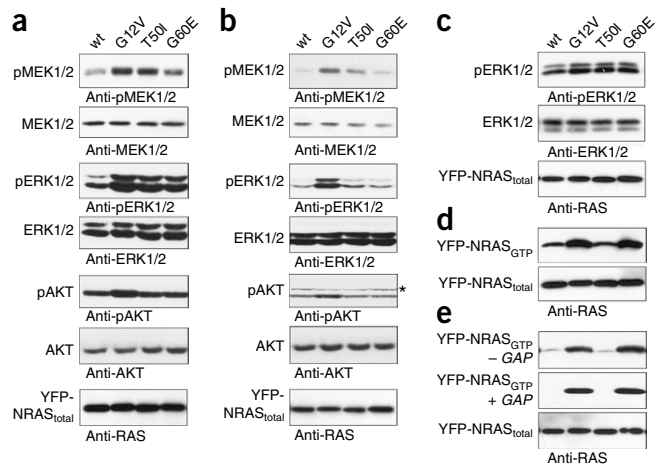 a
wt G12V T50I G60E
pMEK1/2
Anti-pMEK1/2
MEK1/2
Anti-MEK1/2
pERK1/2
Anti-pERK1/2
ERK1/2
Anti-ERK1/2
pAKT
Anti-pAKT
AKT
Anti-AKT
YFP-
NRAStotal
Anti-RAS
b
wt G12V T50I G60E
pMEK1/2
Anti-pMEK1/2
MEK1/2
Anti-MEK1/2
pERK1/2
Anti-pERK1/2
ERK1/2
Anti-ERK1/2
pAKT *
Anti-pAKT
AKT
Anti-AKT
YFP-
NRAStotal
Anti-RAS
c
wt G12V T50I G60E
pERK1/2
Anti-pERK1/2
ERK1/2
Anti-ERK1/2
YFP-NRAStotal
Anti-RAS
d
YFP-NRASGTP
YFP-NRAStotal
Anti-RAS
e
YFP-NRASGTP
– GAP
YFP-NRASGTP
+ GAP
YFP-NRAStotal
Anti-RAS